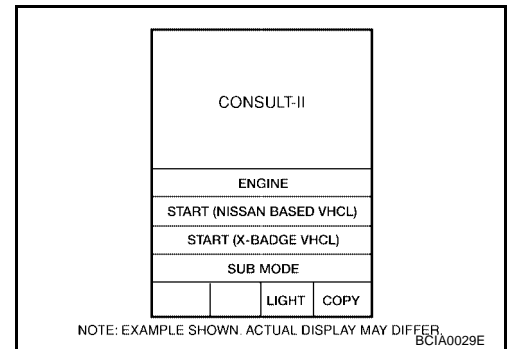 CONSULT-II
ENGINE
START (NISSAN BASED VHCL)
START (X-BADGE VHCL)
SUB MODE
LIGHT COPY
NOTE: EXAMPLE SHOWN. ACTUAL DISPLAY MAY DIFFER.
BCIA0029E